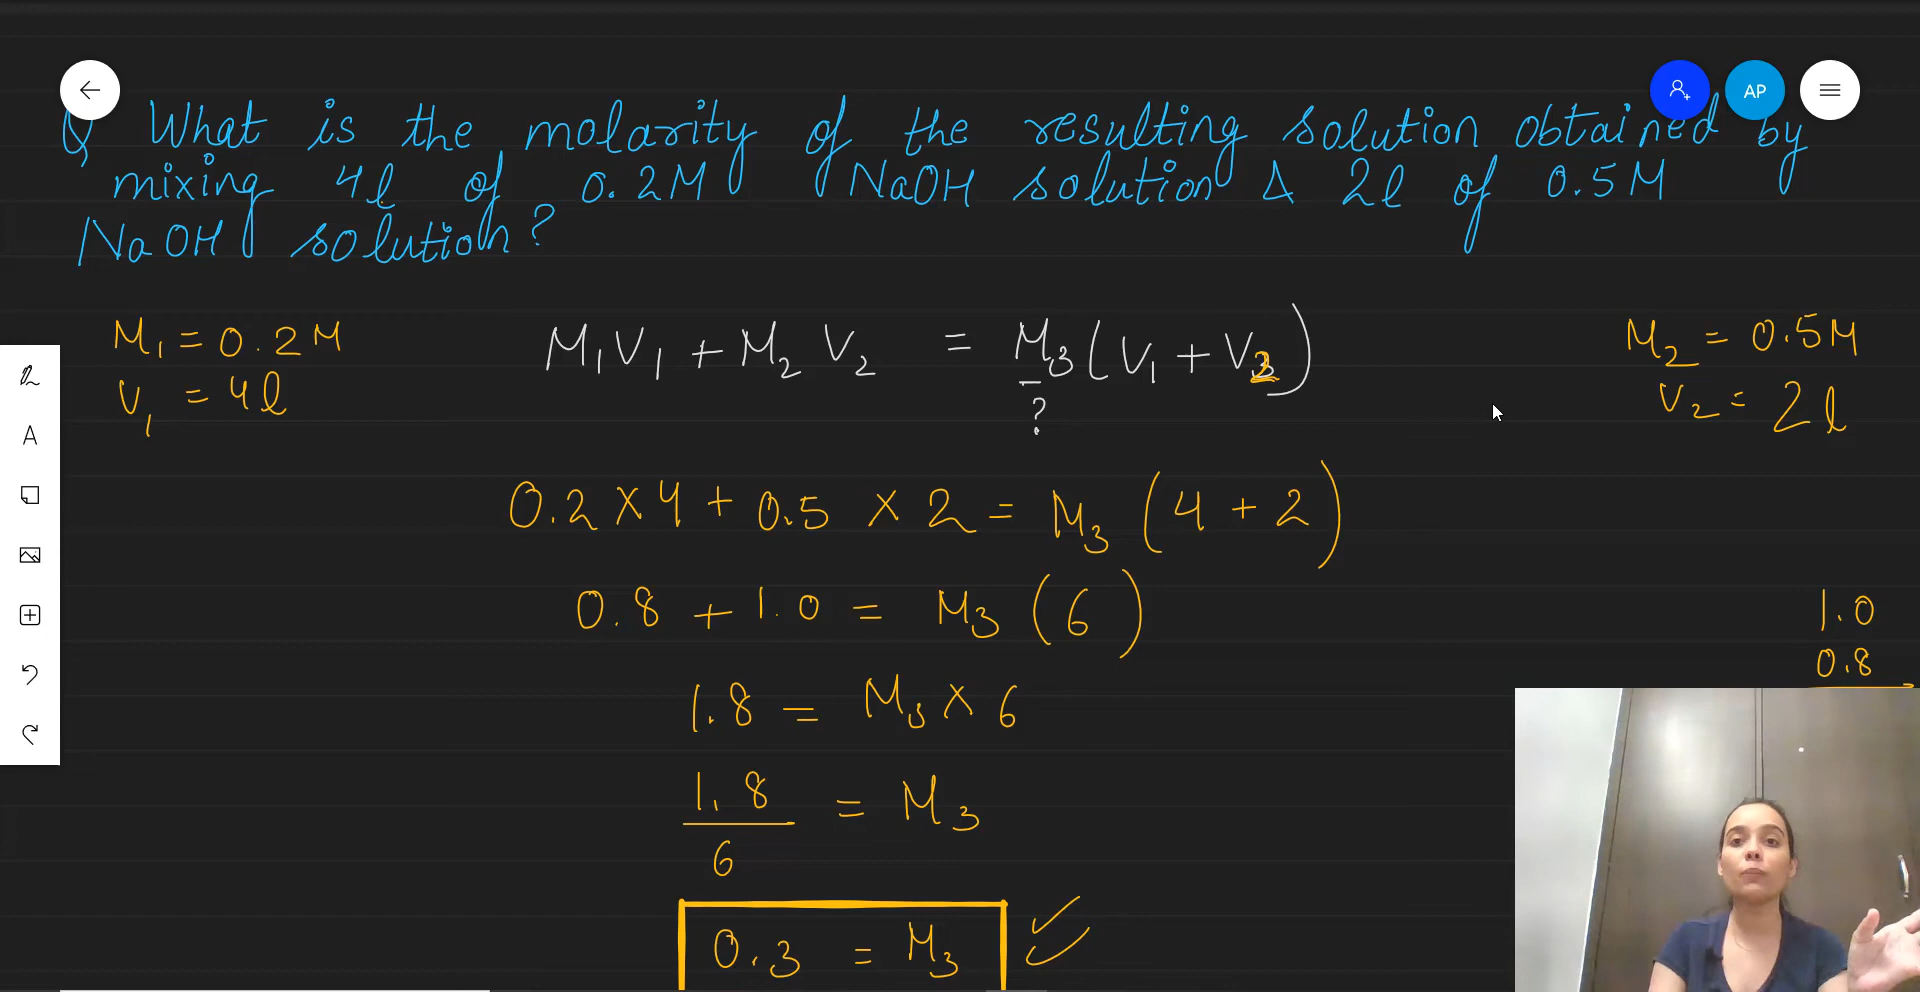 AP
Q What is the molarity of the resulting solution obtained by
mixing 4l of 0.2M NaOH solution & 2l of 0.5M
NaOH solution?
M₁ = 0.2M
V₁ = 4l
M₁V₁ + M₂ V₂ = M₃(V₁ + V₂)
?
M₂ = 0.5M
V₂ = 2l
0.2 × 4 + 0.5 × 2 = M₃ (4 + 2)
0.8 + 1.0 = M₃ (6)
1.8 = M₃ × 6
1.8
6
= M₃
0.3 = M₃
1.0
0.8
A